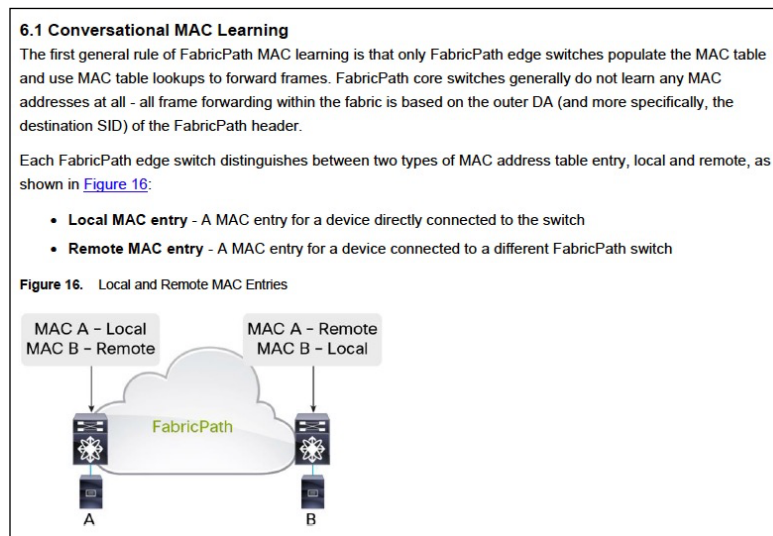 6.1 Conversational MAC Learning
The first general rule of FabricPath MAC learning is that only FabricPath edge switches populate the MAC table
and use MAC table lookups to forward frames. FabricPath core switches generally do not learn any MAC
addresses at all - all frame forwarding within the fabric is based on the outer DA (and more specifically, the
destination SID) of the FabricPath header.
Each FabricPath edge switch distinguishes between two types of MAC address table entry, local and remote, as
shown in Figure 16:
• Local MAC entry - A MAC entry for a device directly connected to the switch
• Remote MAC entry - A MAC entry for a device connected to a different FabricPath switch
Figure 16. Local and Remote MAC Entries
MAC A – Local
MAC B – Remote
MAC A – Remote
MAC B – Local
FabricPath
A
B